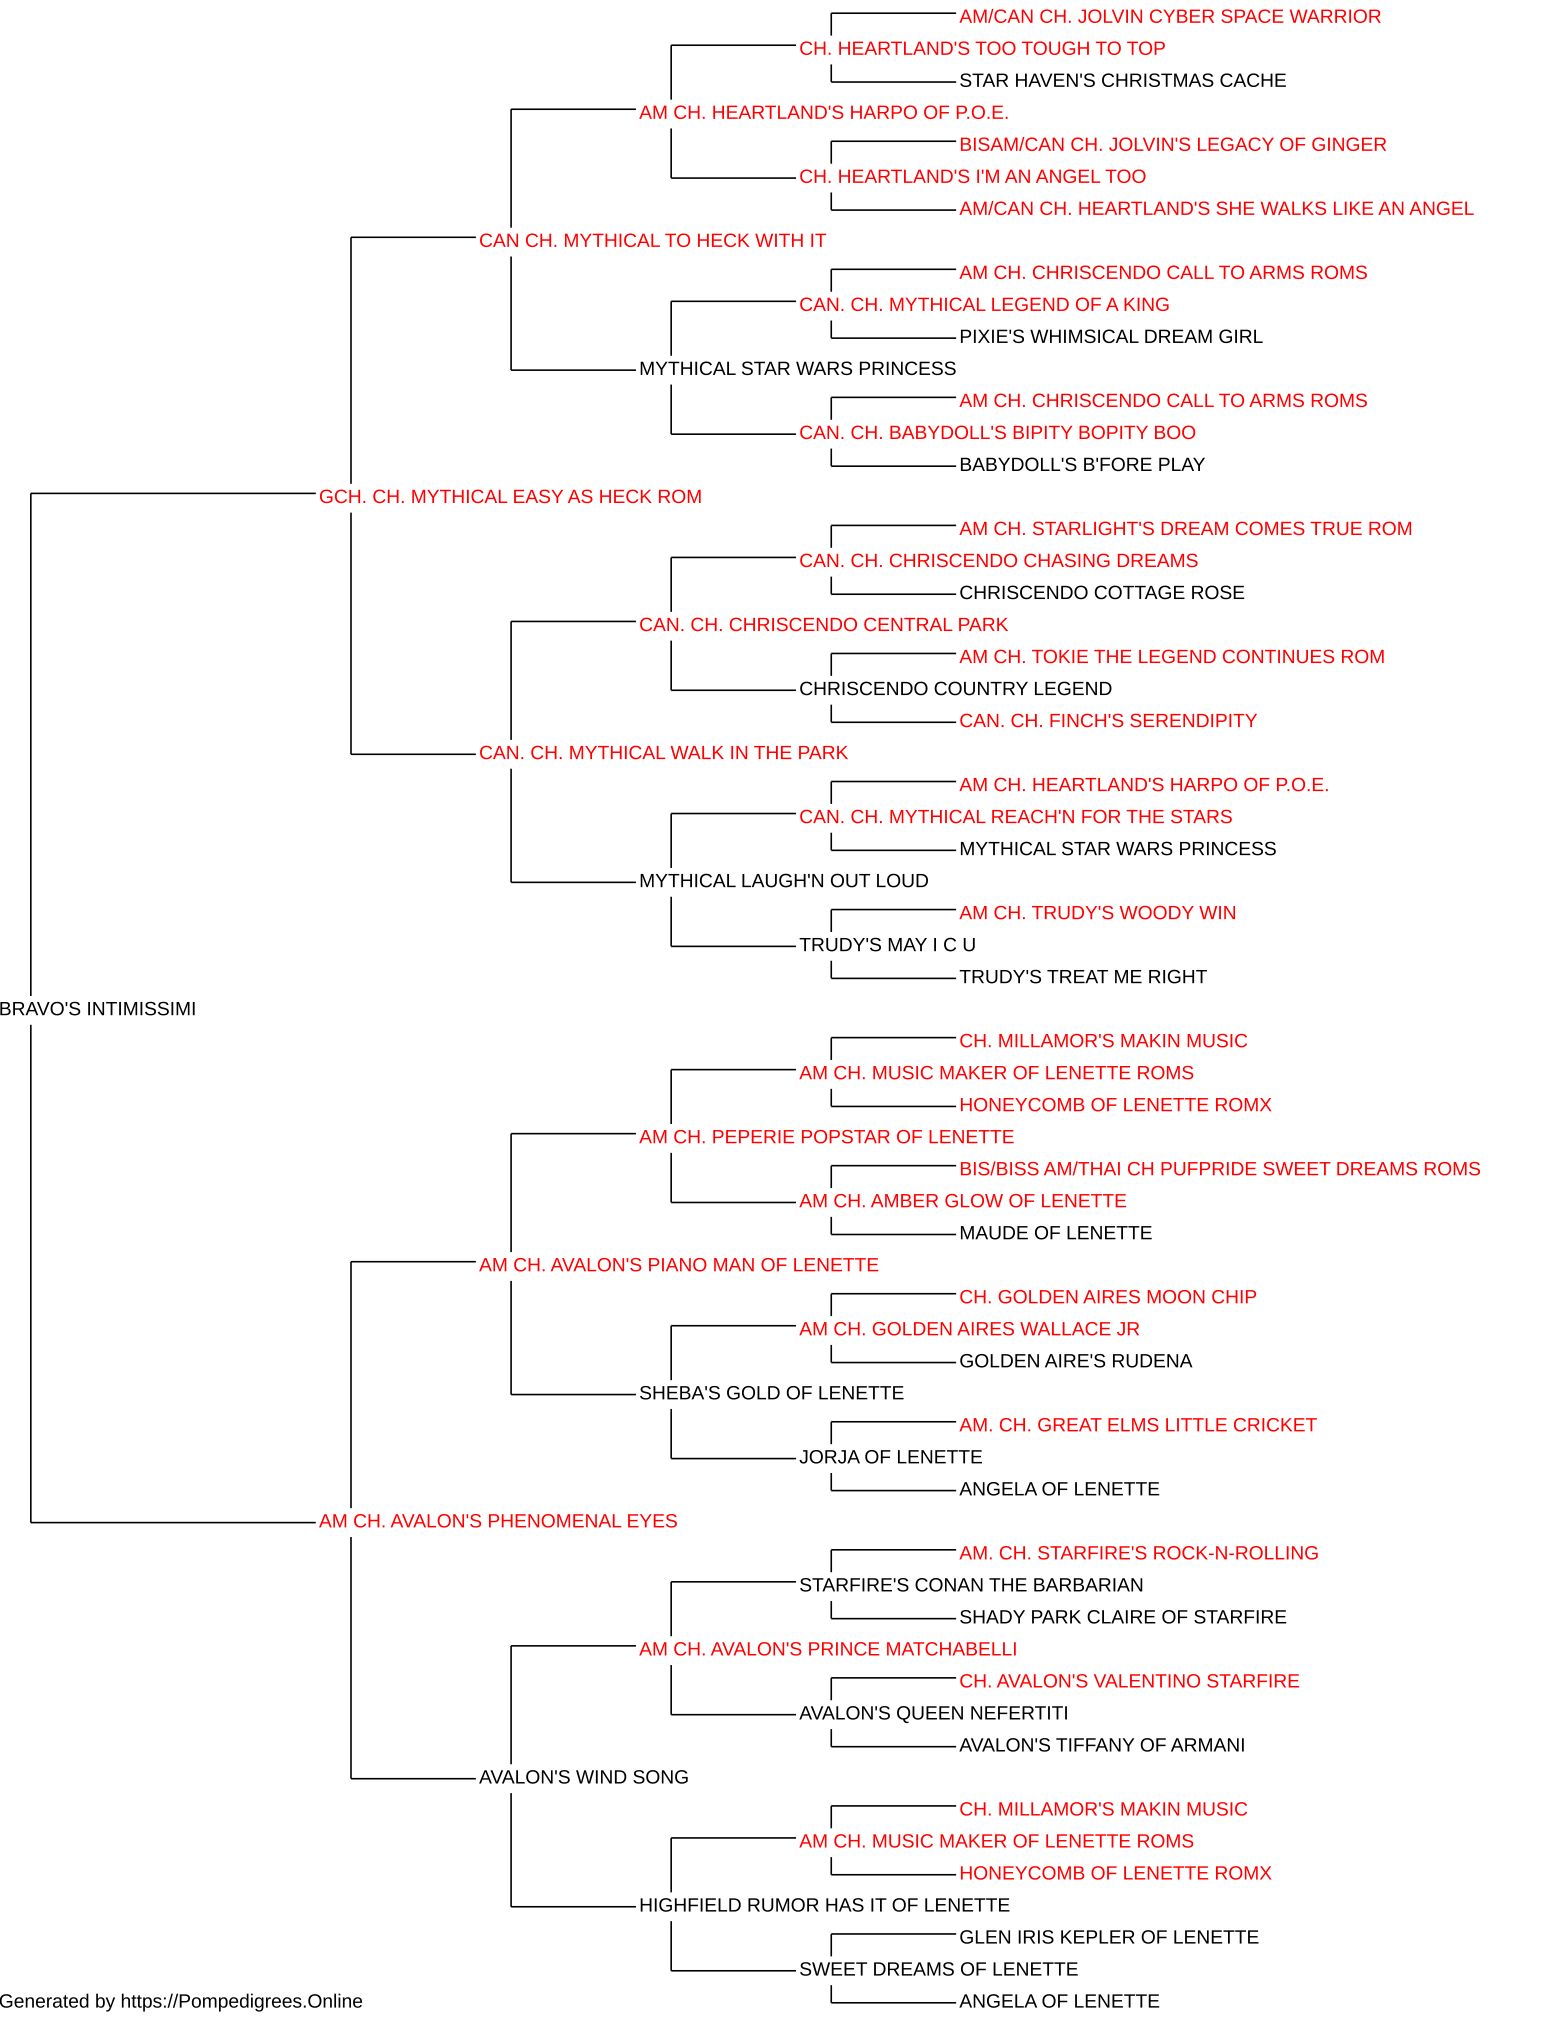 AM/CAN CH. JOLVIN CYBER SPACE WARRIOR
CH. HEARTLAND'S TOO TOUGH TO TOP
STAR HAVEN'S CHRISTMAS CACHE
AM CH. HEARTLAND'S HARPO OF P.O.E.
BISAM/CAN CH. JOLVIN'S LEGACY OF GINGER
CH. HEARTLAND'S I'M AN ANGEL TOO
AM/CAN CH. HEARTLAND'S SHE WALKS LIKE AN ANGEL
CAN CH. MYTHICAL TO HECK WITH IT
AM CH. CHRISCENDO CALL TO ARMS ROMS
CAN. CH. MYTHICAL LEGEND OF A KING
PIXIE'S WHIMSICAL DREAM GIRL
MYTHICAL STAR WARS PRINCESS
AM CH. CHRISCENDO CALL TO ARMS ROMS
CAN. CH. BABYDOLL'S BIPITY BOPITY BOO
BABYDOLL'S B'FORE PLAY
GCH. CH. MYTHICAL EASY AS HECK ROM
AM CH. STARLIGHT'S DREAM COMES TRUE ROM
CAN. CH. CHRISCENDO CHASING DREAMS
CHRISCENDO COTTAGE ROSE
CAN. CH. CHRISCENDO CENTRAL PARK
AM CH. TOKIE THE LEGEND CONTINUES ROM
CHRISCENDO COUNTRY LEGEND
CAN. CH. FINCH'S SERENDIPITY
CAN. CH. MYTHICAL WALK IN THE PARK
AM CH. HEARTLAND'S HARPO OF P.O.E.
CAN. CH. MYTHICAL REACH'N FOR THE STARS
MYTHICAL STAR WARS PRINCESS
MYTHICAL LAUGH'N OUT LOUD
AM CH. TRUDY'S WOODY WIN
TRUDY'S MAY I C U
TRUDY'S TREAT ME RIGHT
BRAVO'S INTIMISSIMI
CH. MILLAMOR'S MAKIN MUSIC
AM CH. MUSIC MAKER OF LENETTE ROMS
HONEYCOMB OF LENETTE ROMX
AM CH. PEPERIE POPSTAR OF LENETTE
BIS/BISS AM/THAI CH PUFPRIDE SWEET DREAMS ROMS
AM CH. AMBER GLOW OF LENETTE
MAUDE OF LENETTE
AM CH. AVALON'S PIANO MAN OF LENETTE
CH. GOLDEN AIRES MOON CHIP
AM CH. GOLDEN AIRES WALLACE JR
GOLDEN AIRE'S RUDENA
SHEBA'S GOLD OF LENETTE
AM. CH. GREAT ELMS LITTLE CRICKET
JORJA OF LENETTE
ANGELA OF LENETTE
AM CH. AVALON'S PHENOMENAL EYES
AM. CH. STARFIRE'S ROCK-N-ROLLING
STARFIRE'S CONAN THE BARBARIAN
SHADY PARK CLAIRE OF STARFIRE
AM CH. AVALON'S PRINCE MATCHABELLI
CH. AVALON'S VALENTINO STARFIRE
AVALON'S QUEEN NEFERTITI
AVALON'S TIFFANY OF ARMANI
AVALON'S WIND SONG
CH. MILLAMOR'S MAKIN MUSIC
AM CH. MUSIC MAKER OF LENETTE ROMS
HONEYCOMB OF LENETTE ROMX
HIGHFIELD RUMOR HAS IT OF LENETTE
GLEN IRIS KEPLER OF LENETTE
SWEET DREAMS OF LENETTE
ANGELA OF LENETTE
Generated by https://Pompedigrees.Online